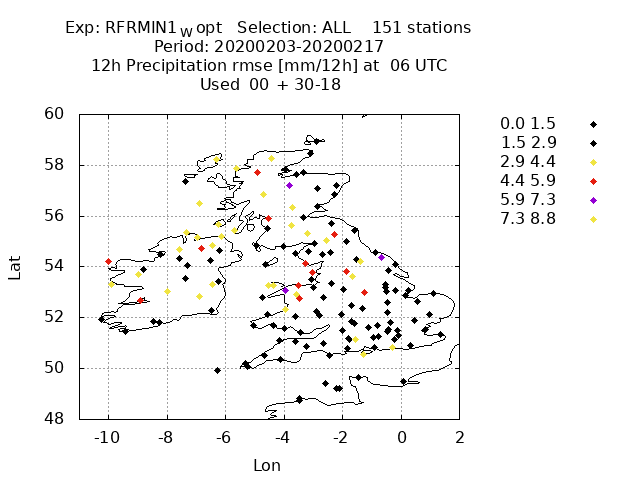 Exp: RFRMIN1wopt Selection: ALL 151 stations
Period: 20200203-20200217
12h Precipitation rmse [mm/12h] at 06 UTC
Used 00 + 30-18
0.0 1.5
1.5 2.9
2.9 4.4
4.4 5.9
5.9 7.3
7.3 8.8
60
58
56
54
52
50
48
Lat
-10 -8 -6 -4 -2 0 2
Lon